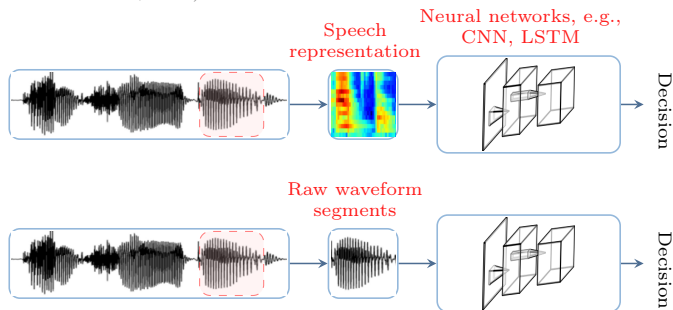 Speech
representation
Neural networks, e.g.,
CNN, LSTM
Decision
Raw waveform
segments
Decision